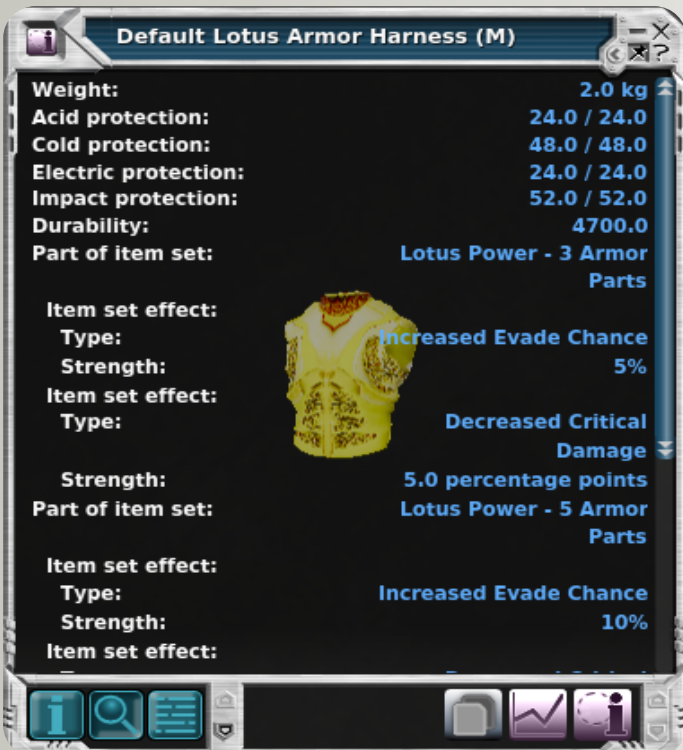 Default Lotus Armor Harness (M)
Weight: 2.0 kg
Acid protection: 24.0 / 24.0
Cold protection: 48.0 / 48.0
Electric protection: 24.0 / 24.0
Impact protection: 52.0 / 52.0
Durability: 4700.0
Part of item set: Lotus Power - 3 Armor
Parts
Item set effect:
Type: Increased Evade Chance
Strength: 5%
Item set effect:
Type: Decreased Critical
Damage
Strength: 5.0 percentage points
Part of item set: Lotus Power - 5 Armor
Parts
Item set effect:
Type: Increased Evade Chance
Strength: 10%
Item set effect: